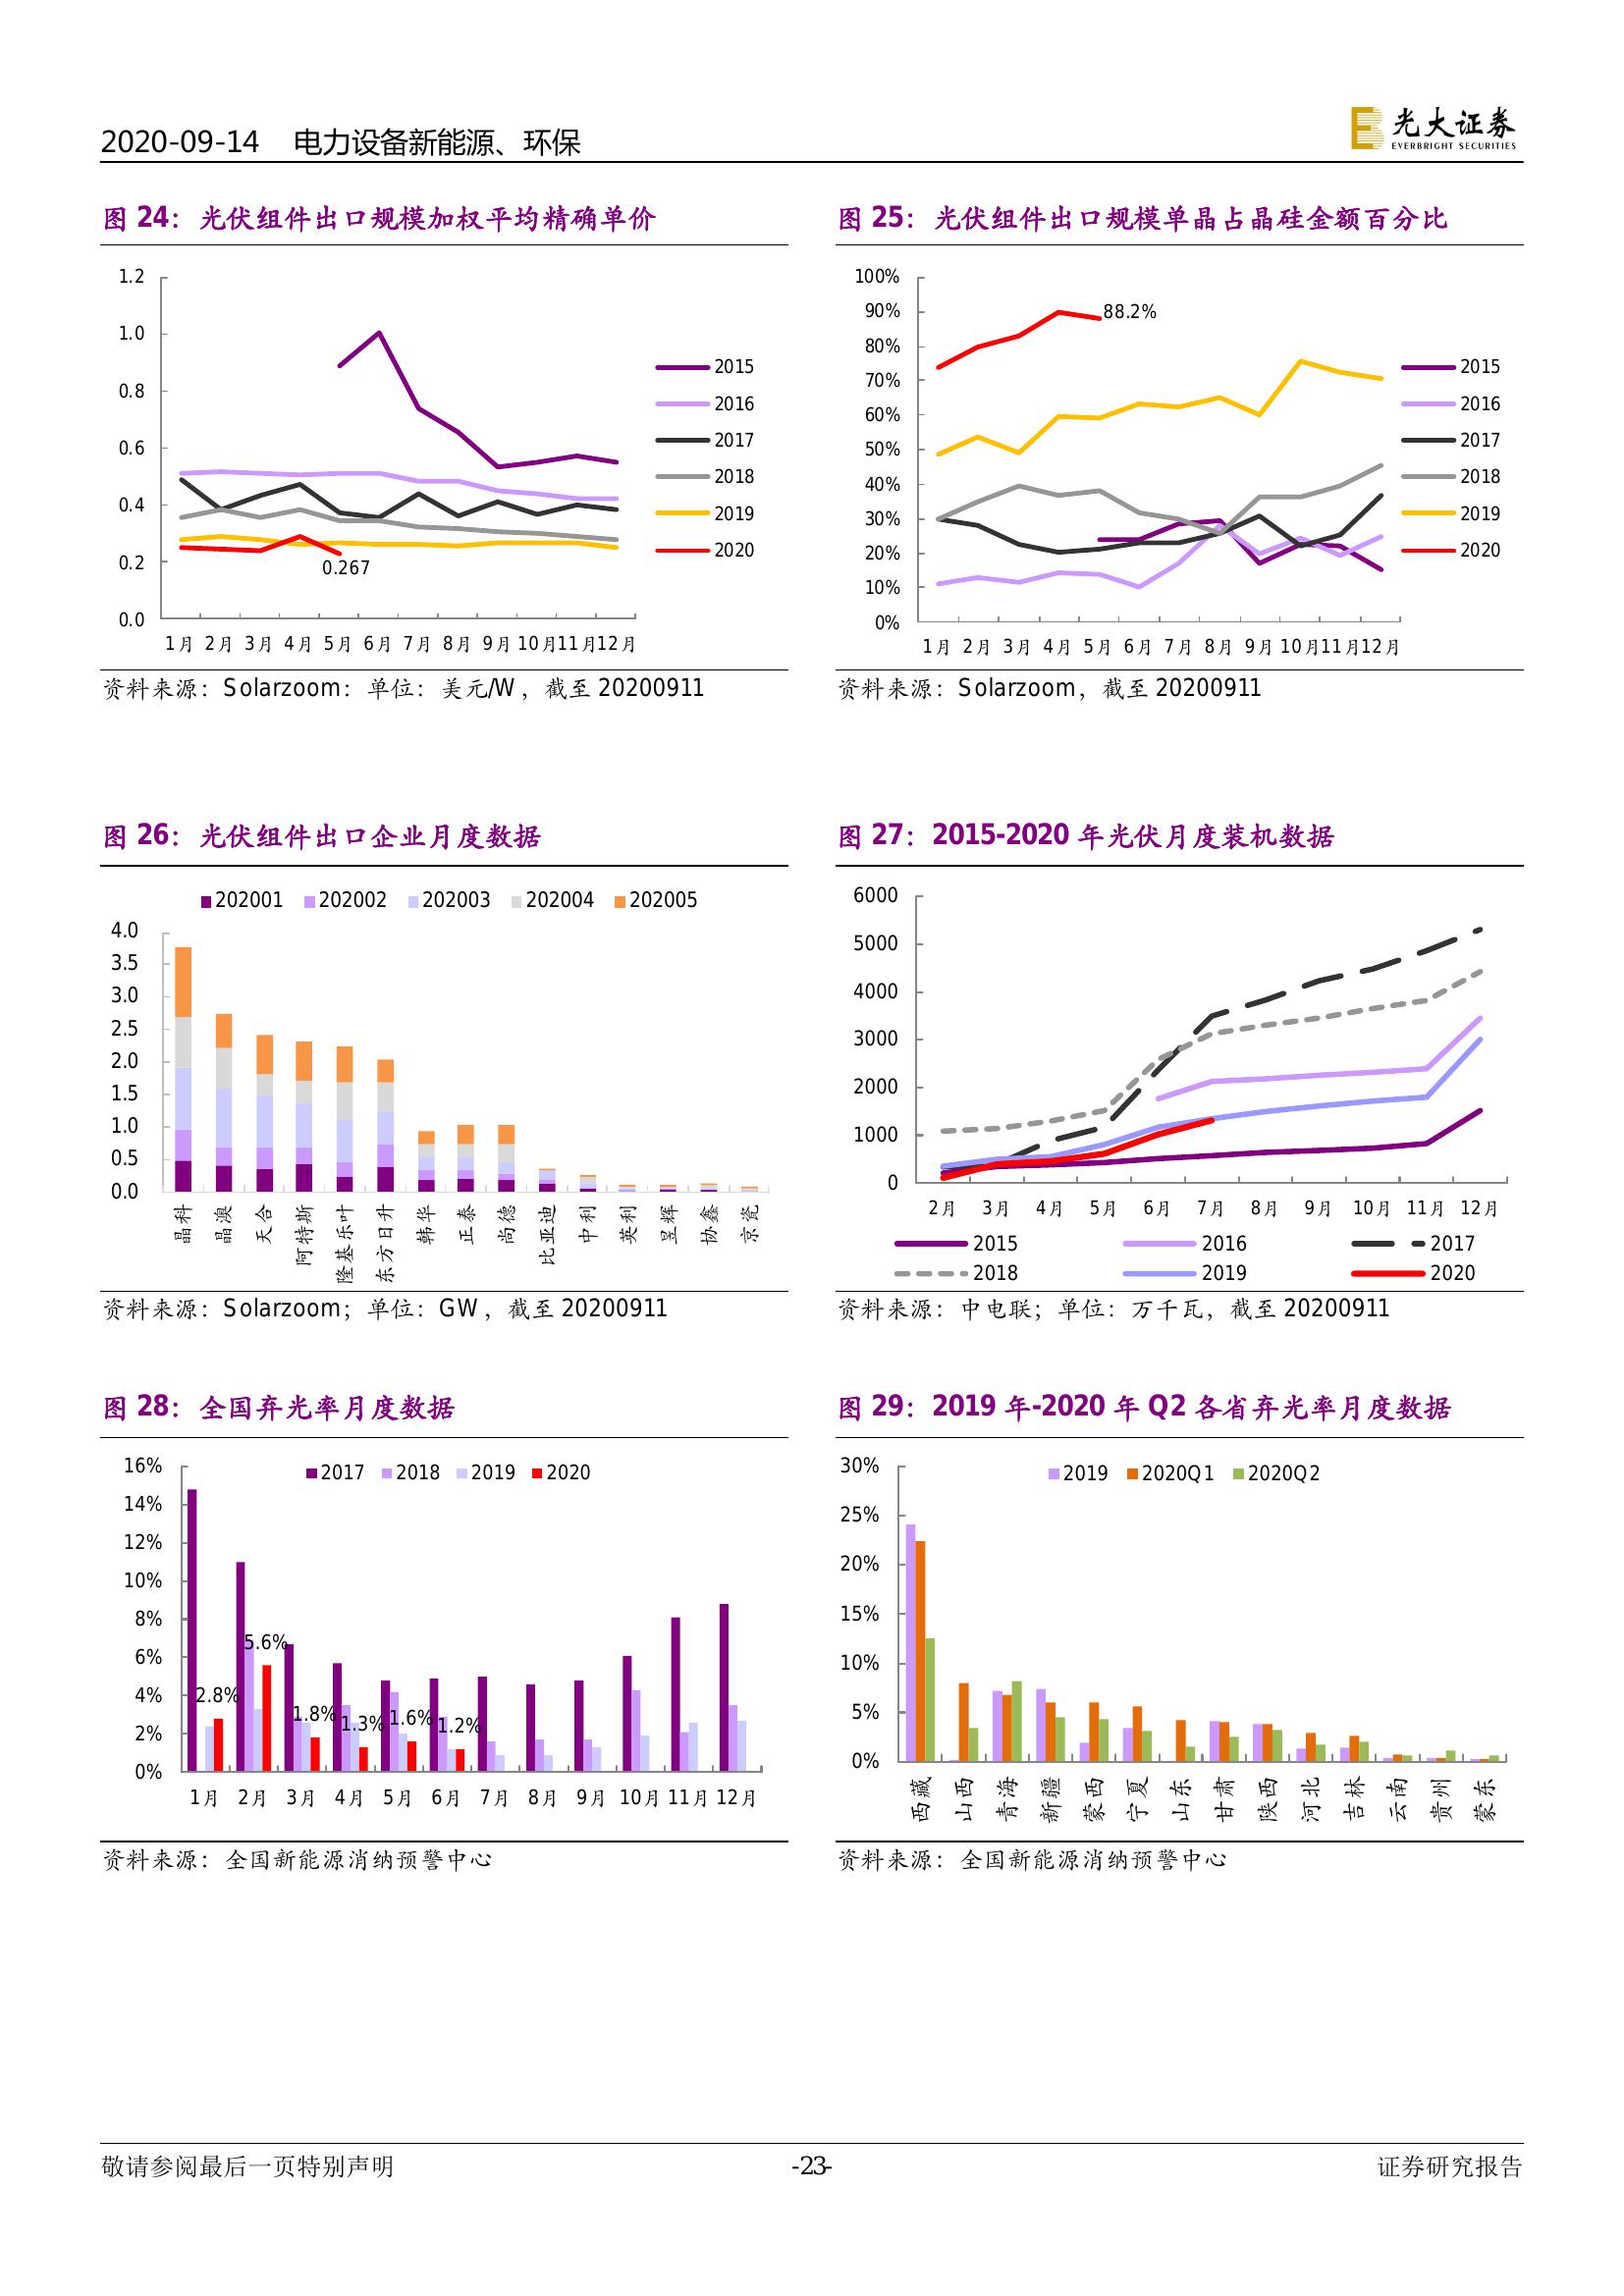 2020-09-14 电力设备新能源、环保
光大证券
EVERBRIGHT SECURITIES
图 24：光伏组件出口规模加权平均精确单价
1.2
1.0
0.8
0.6
0.4
0.2
0.0
0.267
2015
2016
2017
2018
2019
2020
1月 2月 3月 4月 5月 6月 7月 8月 9月 10月11月12月
资料来源：Solarzoom：单位：美元/W，截至 20200911
图 25：光伏组件出口规模单晶占晶硅金额百分比
100%
90%
80%
70%
60%
50%
40%
30%
20%
10%
0%
88.2%
2015
2016
2017
2018
2019
2020
1月 2月 3月 4月 5月 6月 7月 8月 9月 10月11月12月
资料来源：Solarzoom，截至 20200911
图 26：光伏组件出口企业月度数据
202001 202002 202003 202004 202005
4.0
3.5
3.0
2.5
2.0
1.5
1.0
0.5
0.0
晶科 晶澳 天合 阿特斯 隆基乐叶 东方日升 韩华 正泰 尚德 比亚迪 中利 英利 昱辉 协鑫 京瓷
资料来源：Solarzoom；单位：GW，截至 20200911
图 27：2015-2020 年光伏月度装机数据
6000
5000
4000
3000
2000
1000
0
2月 3月 4月 5月 6月 7月 8月 9月 10月 11月 12月
2015 2016 2017
2018 2019 2020
资料来源：中电联；单位：万千瓦，截至 20200911
图 28：全国弃光率月度数据
2017 2018 2019 2020
16%
14%
12%
10%
8%
6%
4%
2%
0%
2.8%
5.6%
1.8%
1.3%
1.6%
1.2%
1月 2月 3月 4月 5月 6月 7月 8月 9月 10月 11月 12月
资料来源：全国新能源消纳预警中心
图 29：2019 年-2020 年 Q2 各省弃光率月度数据
2019 2020Q1 2020Q2
30%
25%
20%
15%
10%
5%
0%
西藏 山西 青海 新疆 蒙西 宁夏 山东 甘肃 陕西 河北 吉林 云南 贵州 蒙东
资料来源：全国新能源消纳预警中心
敬请参阅最后一页特别声明 -23- 证券研究报告